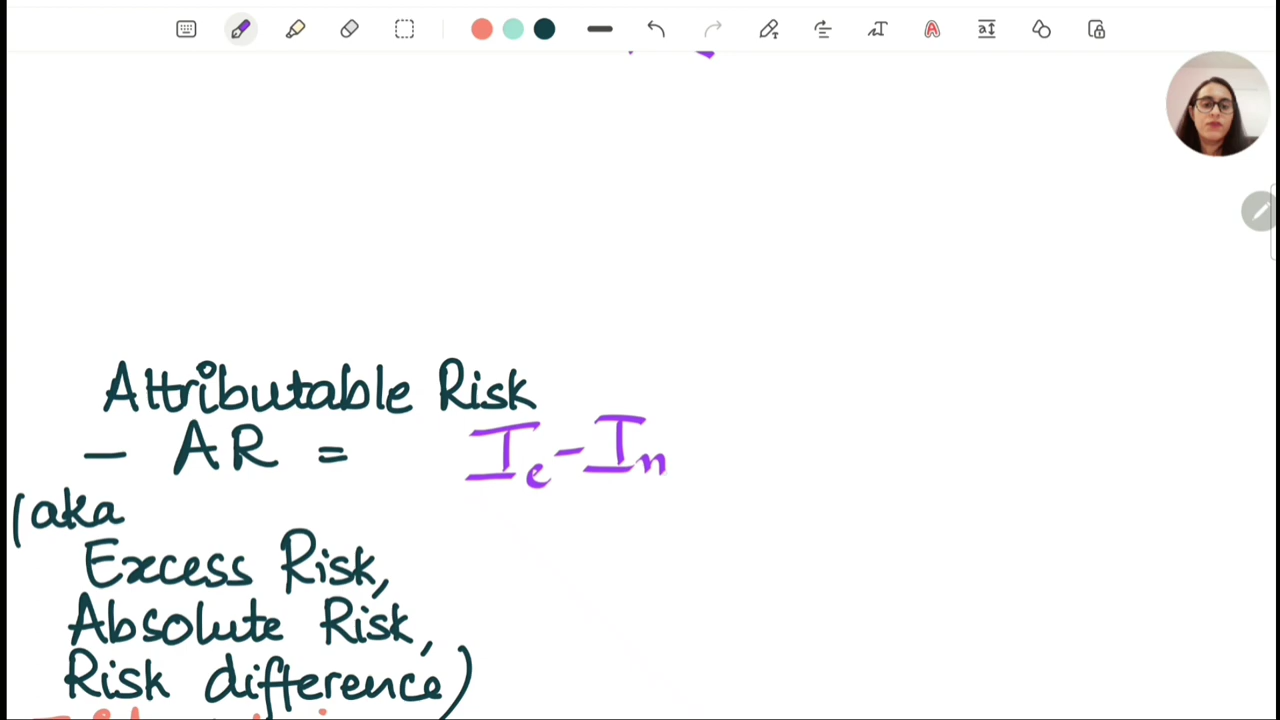 Attributable Risk
- AR = Ie - In
(aka
Excess Risk,
Absolute Risk,
Risk difference)